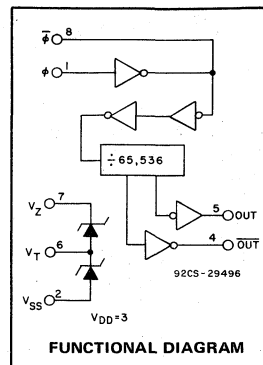 φ̅ 8
φ 1
÷ 65,536
7
VZ
5 OUT
6
VT
4 O̅U̅T̅
92CS-29496
2
VSS
VDD=3
FUNCTIONAL DIAGRAM